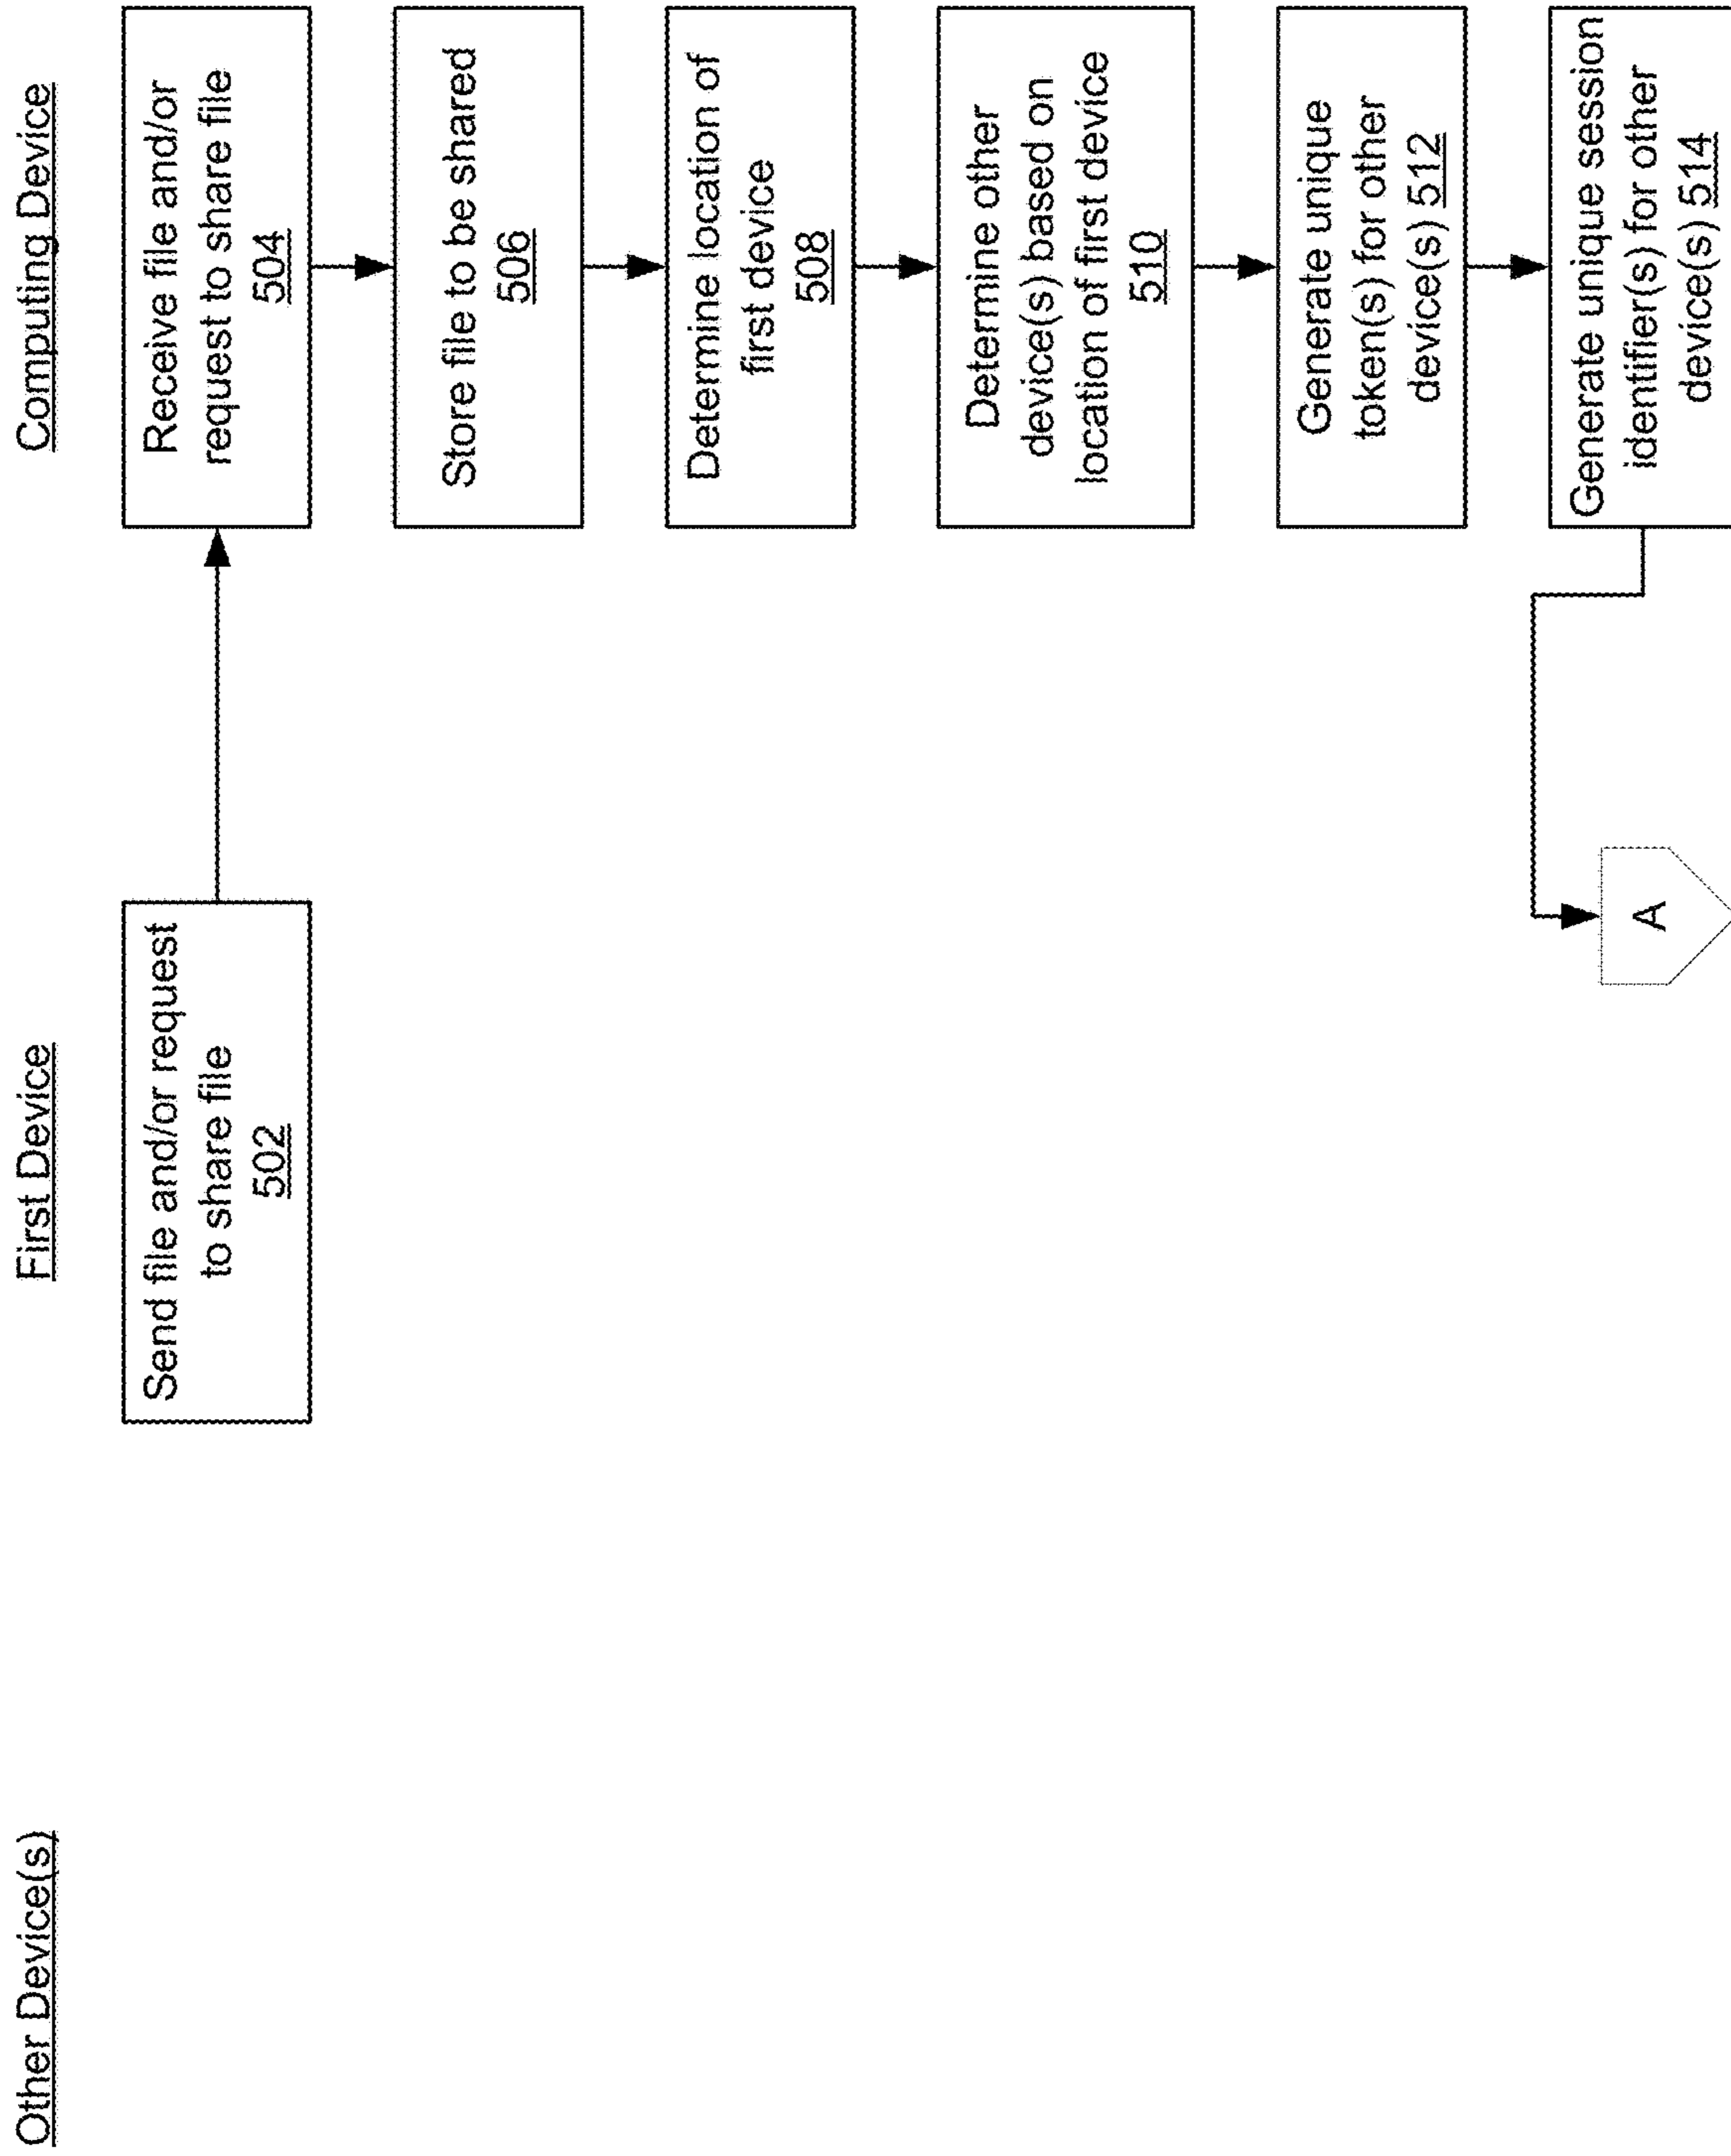 Other Device(s)
First Device
Computing Device
Send file and/or request
to share file
502
Receive file and/or
request to share file
504
Store file to be shared
506
Determine location of
first device
508
Determine other
device(s) based on
location of first device
510
Generate unique
token(s) for other
device(s) 512
Generate unique session
identifier(s) for other
device(s) 514
A